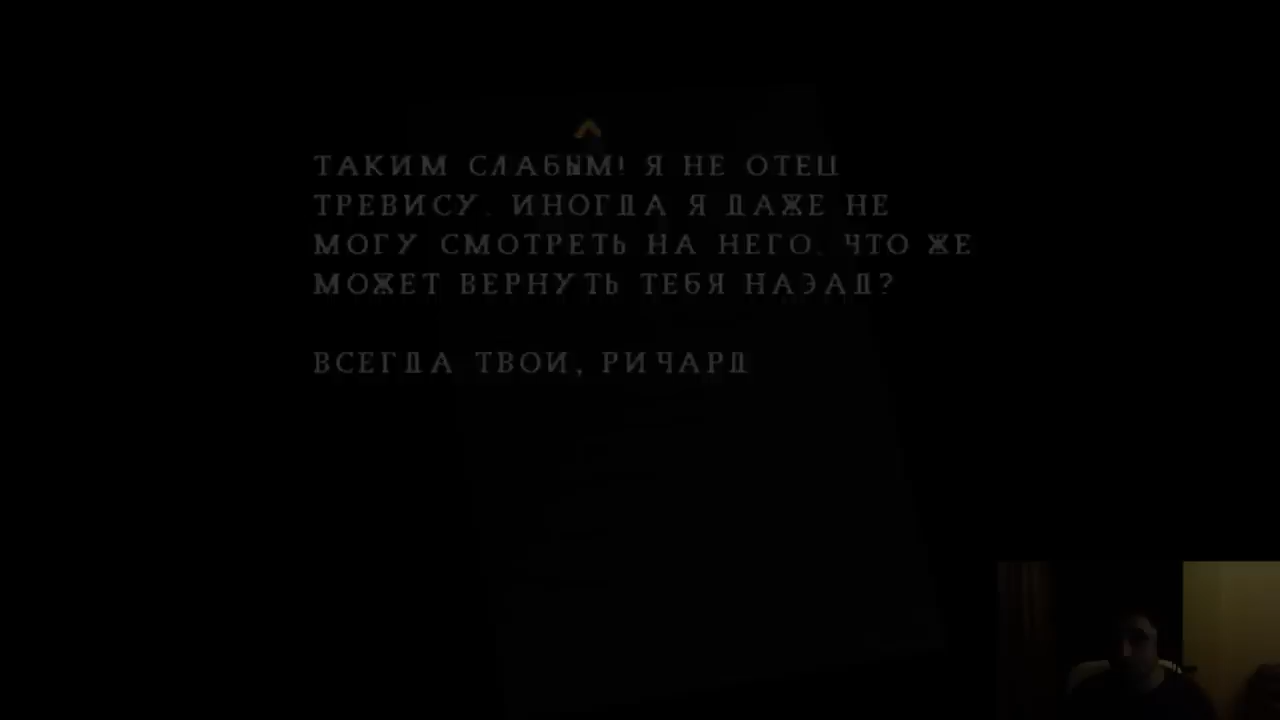 ТАКИМ СЛАБЫМ! Я НЕ ОТЕЦ
ТРЕВИСУ. ИНОГДА Я ДАЖЕ НЕ
МОГУ СМОТРЕТЬ НА НЕГО. ЧТО ЖЕ
МОЖЕТ ВЕРНУТЬ ТЕБЯ НАЗАД?
ВСЕГДА ТВОИ, РИЧАРД